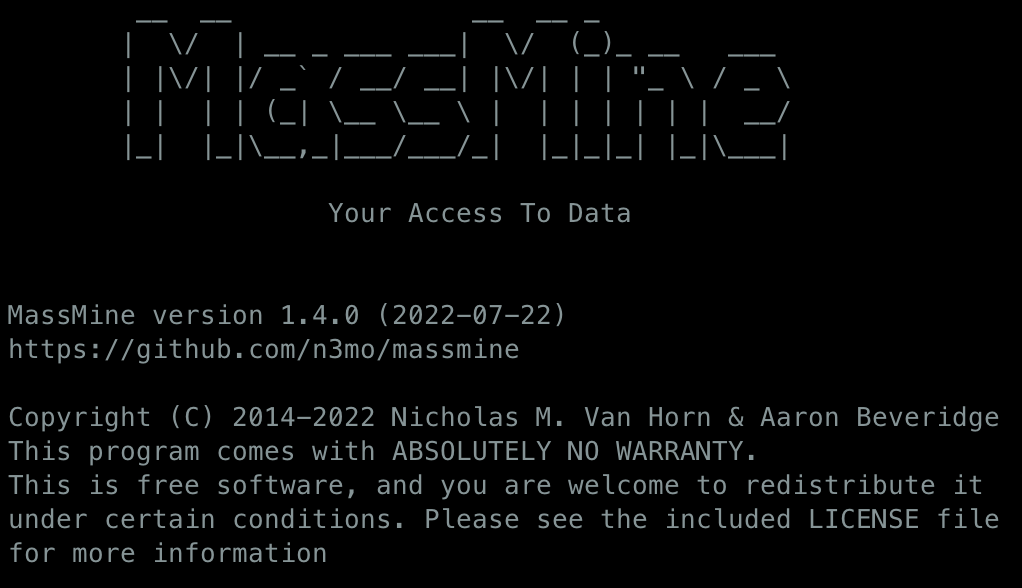 MassMine
Your Access To Data
MassMine version 1.4.0 (2022-07-22)
https://github.com/n3mo/massmine
Copyright (C) 2014-2022 Nicholas M. Van Horn & Aaron Beveridge
This program comes with ABSOLUTELY NO WARRANTY.
This is free software, and you are welcome to redistribute it
under certain conditions. Please see the included LICENSE file
for more information